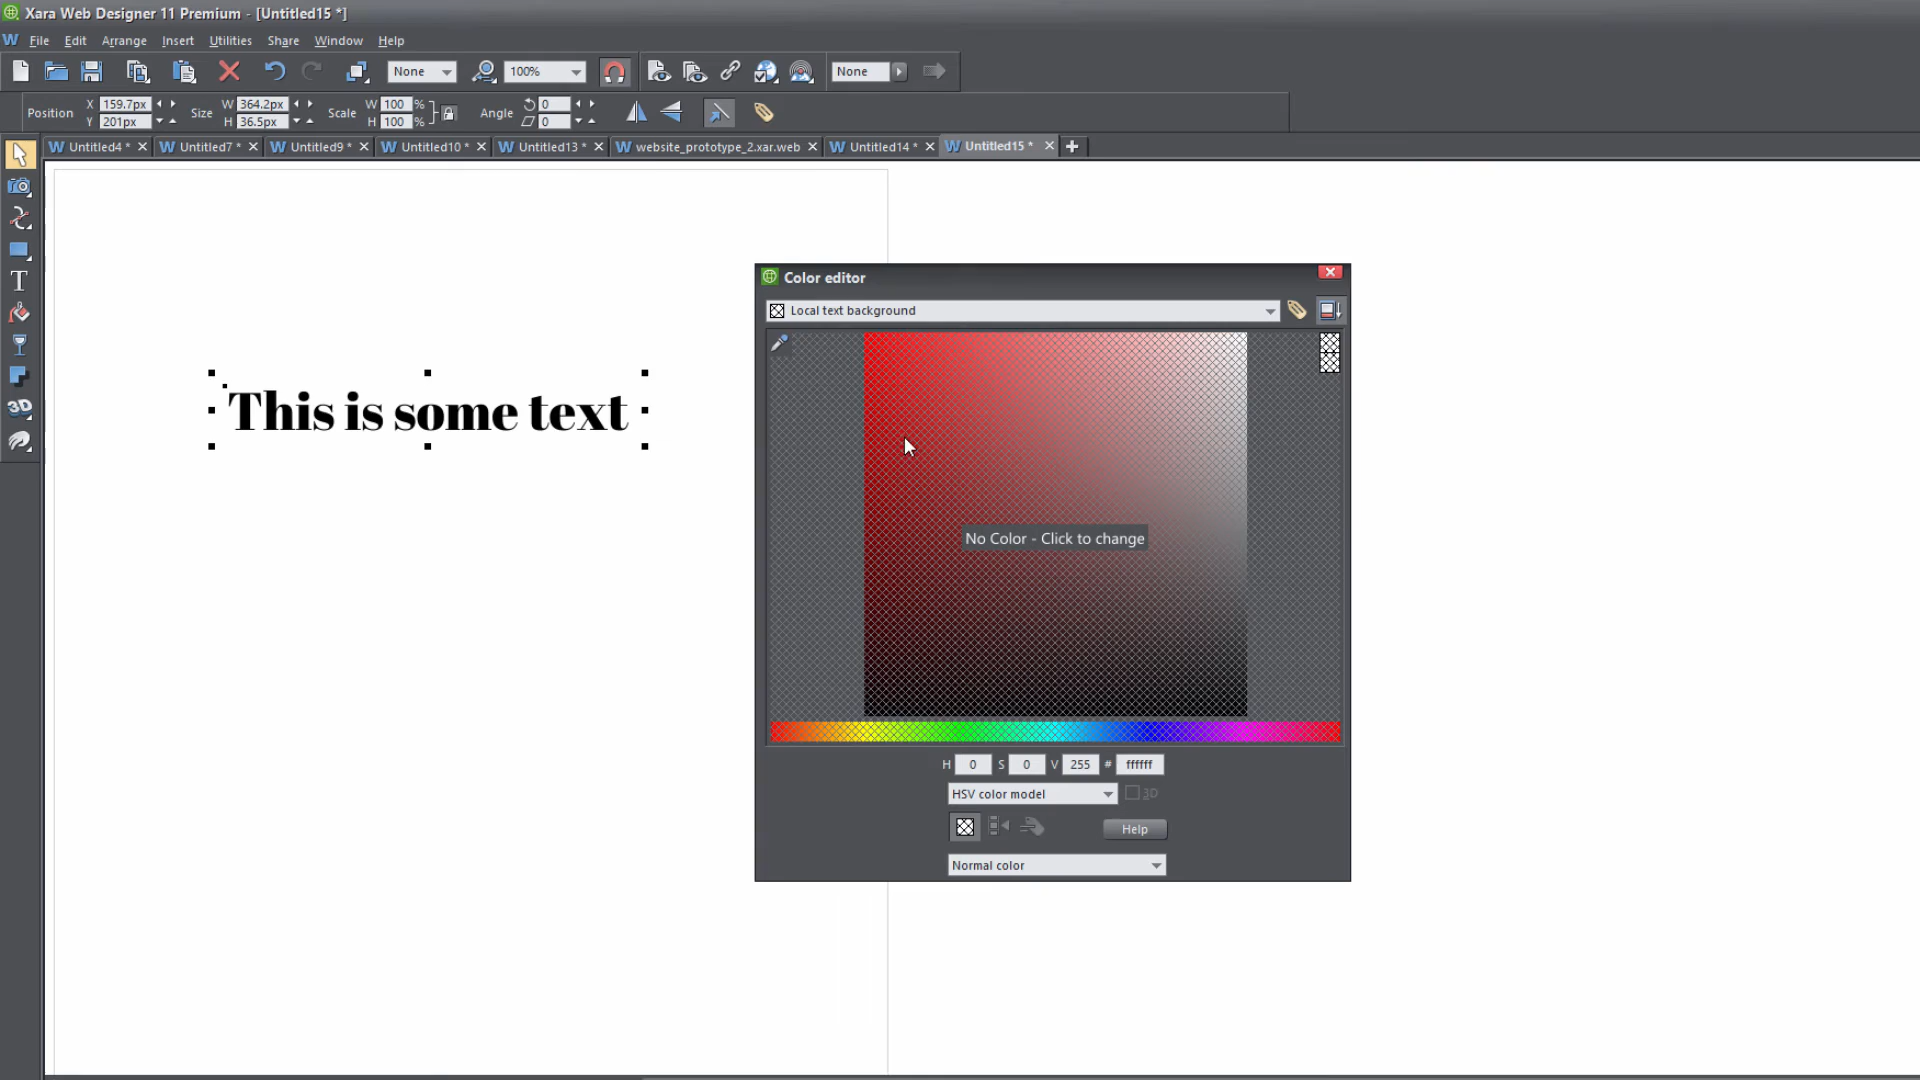 Xara Web Designer 11 Premium - [Untitled15 *]
File Edit Arrange Insert Utilities Share Window Help
None 100% None
Position X 159.7px Y 201px Size W 364.2px H 36.5px Scale W 100 % H 100 % Angle 0 0
Untitled4 * Untitled7 * Untitled9 * Untitled10 * Untitled13 * website_prototype_2.xar.web Untitled14 * Untitled15 *
Color editor
Local text background
T
3D
This is some text
No Color - Click to change
H 0 S 0 V 255 # ffffff
HSV color model 3D
Help
Normal color